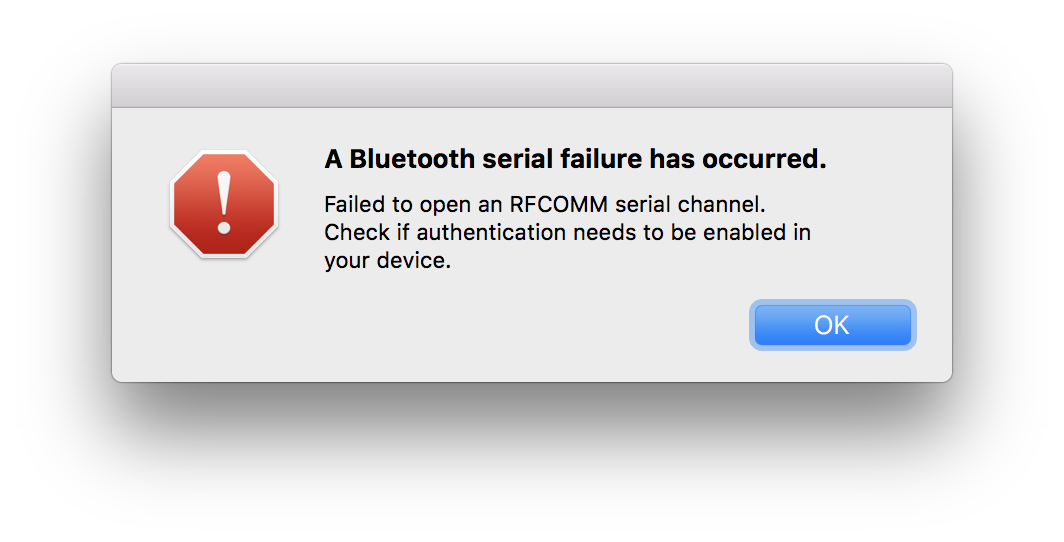 A Bluetooth serial failure has occurred.
Failed to open an RFCOMM serial channel.
Check if authentication needs to be enabled in
your device.
OK